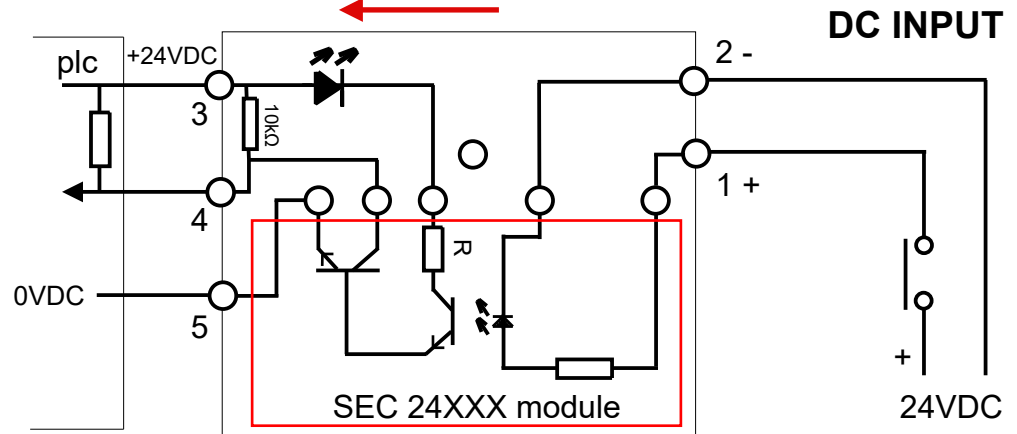 DC INPUT
plc
+24VDC
2 -
3
10kΩ
1 +
4
R
0VDC
5
+
SEC 24XXX module
24VDC